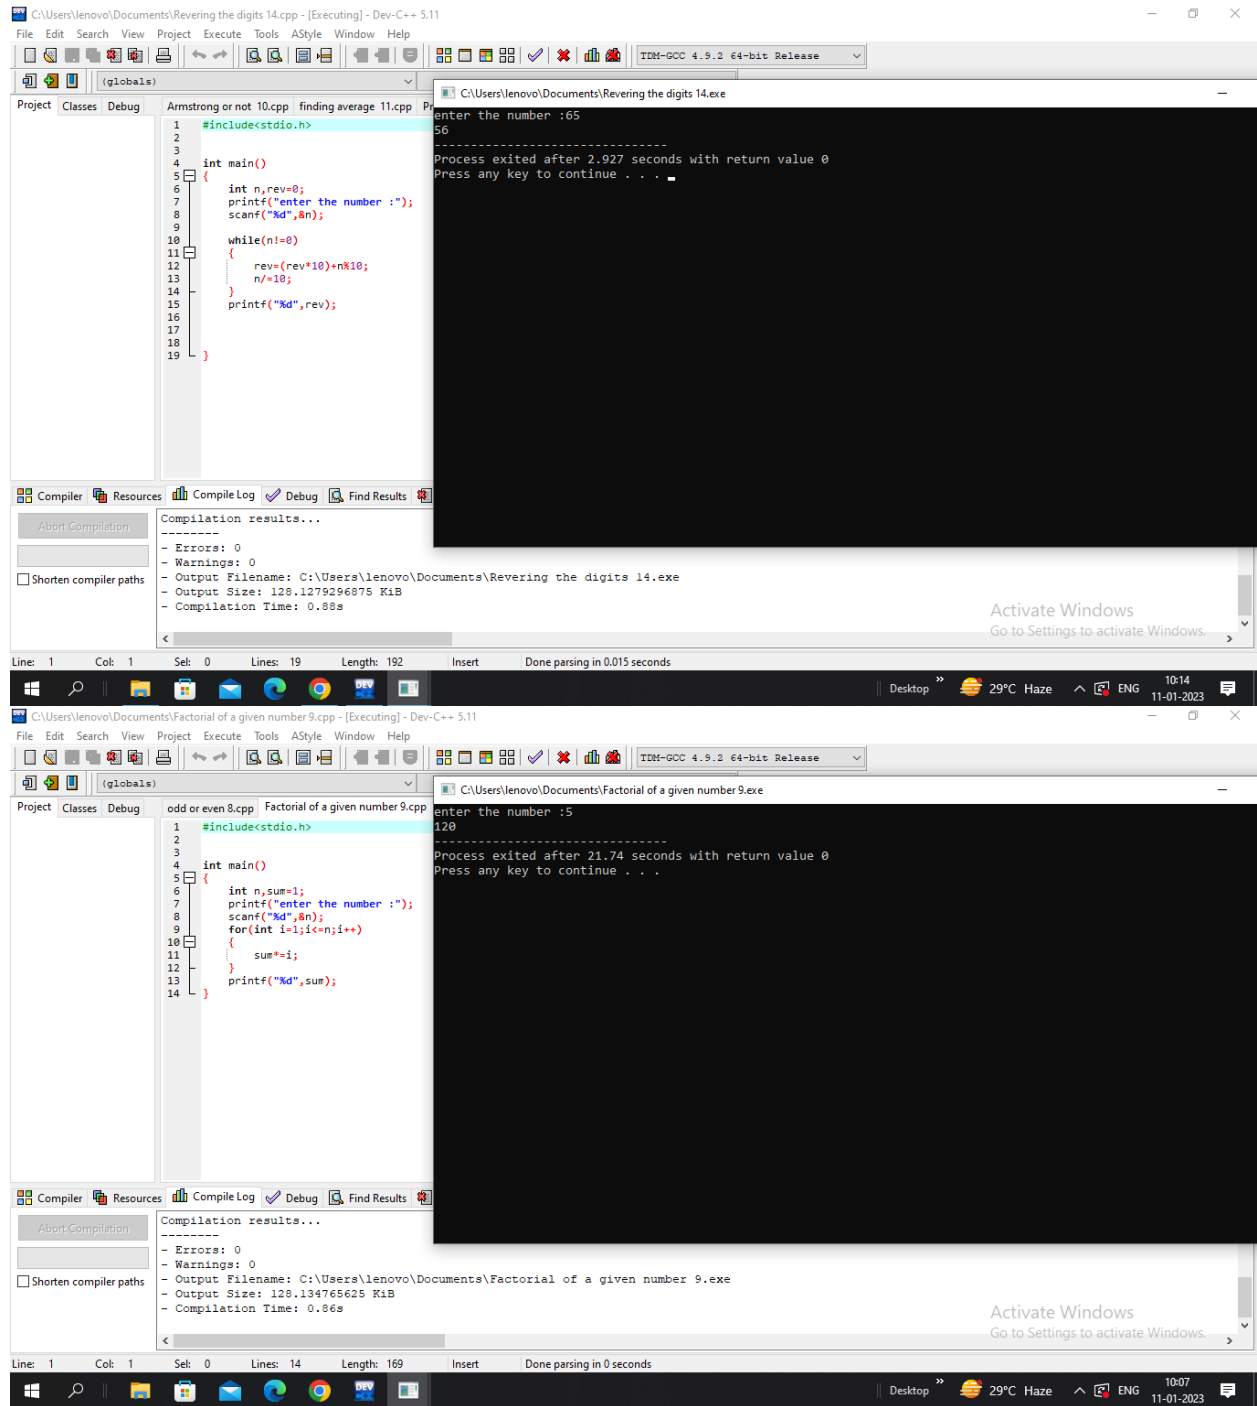 C:\Users\lenovo\Documents\Revering the digits 14.cpp - [Executing] - Dev-C++ 5.11
File Edit Search View Project Execute Tools AStyle Window Help
TDM-GCC 4.9.2 64-bit Release
(globals)
Project Classes Debug
Armstrong or not 10.cpp finding average 11.cpp Pr
1 #include<stdio.h>
2
3
4 int main()
5 {
6 int n,rev=0;
7 printf("enter the number :");
8 scanf("%d",&n);
9
10 while(n!=0)
11 {
12 rev=(rev*10)+n%10;
13 n/=10;
14 }
15 printf("%d",rev);
16
17
18
19 }
C:\Users\lenovo\Documents\Revering the digits 14.exe
enter the number :65
56
--------------------------------
Process exited after 2.927 seconds with return value 0
Press any key to continue . . .
Compiler Resources Compile Log Debug Find Results
Abort Compilation
Shorten compiler paths
Compilation results...
--------
- Errors: 0
- Warnings: 0
- Output Filename: C:\Users\lenovo\Documents\Revering the digits 14.exe
- Output Size: 128.1279296875 KiB
- Compilation Time: 0.88s
Activate Windows
Go to Settings to activate Windows.
Line: 1 Col: 1 Sel: 0 Lines: 19 Length: 192 Insert Done parsing in 0.015 seconds
DEV
Desktop » 29°C Haze ENG 10:14
11-01-2023
C:\Users\lenovo\Documents\Factorial of a given number 9.cpp - [Executing] - Dev-C++ 5.11
File Edit Search View Project Execute Tools AStyle Window Help
TDM-GCC 4.9.2 64-bit Release
(globals)
Project Classes Debug
odd or even 8.cpp Factorial of a given number 9.cpp
1 #include<stdio.h>
2
3
4 int main()
5 {
6 int n,sum=1;
7 printf("enter the number :");
8 scanf("%d",&n);
9 for(int i=1;i<=n;i++)
10 {
11 sum*=i;
12 }
13 printf("%d",sum);
14 }
C:\Users\lenovo\Documents\Factorial of a given number 9.exe
enter the number :5
120
--------------------------------
Process exited after 21.74 seconds with return value 0
Press any key to continue . . .
Compiler Resources Compile Log Debug Find Results
Abort Compilation
Shorten compiler paths
Compilation results...
--------
- Errors: 0
- Warnings: 0
- Output Filename: C:\Users\lenovo\Documents\Factorial of a given number 9.exe
- Output Size: 128.134765625 KiB
- Compilation Time: 0.86s
Activate Windows
Go to Settings to activate Windows.
Line: 1 Col: 1 Sel: 0 Lines: 14 Length: 169 Insert Done parsing in 0 seconds
DEV
Desktop » 29°C Haze ENG 10:07
11-01-2023